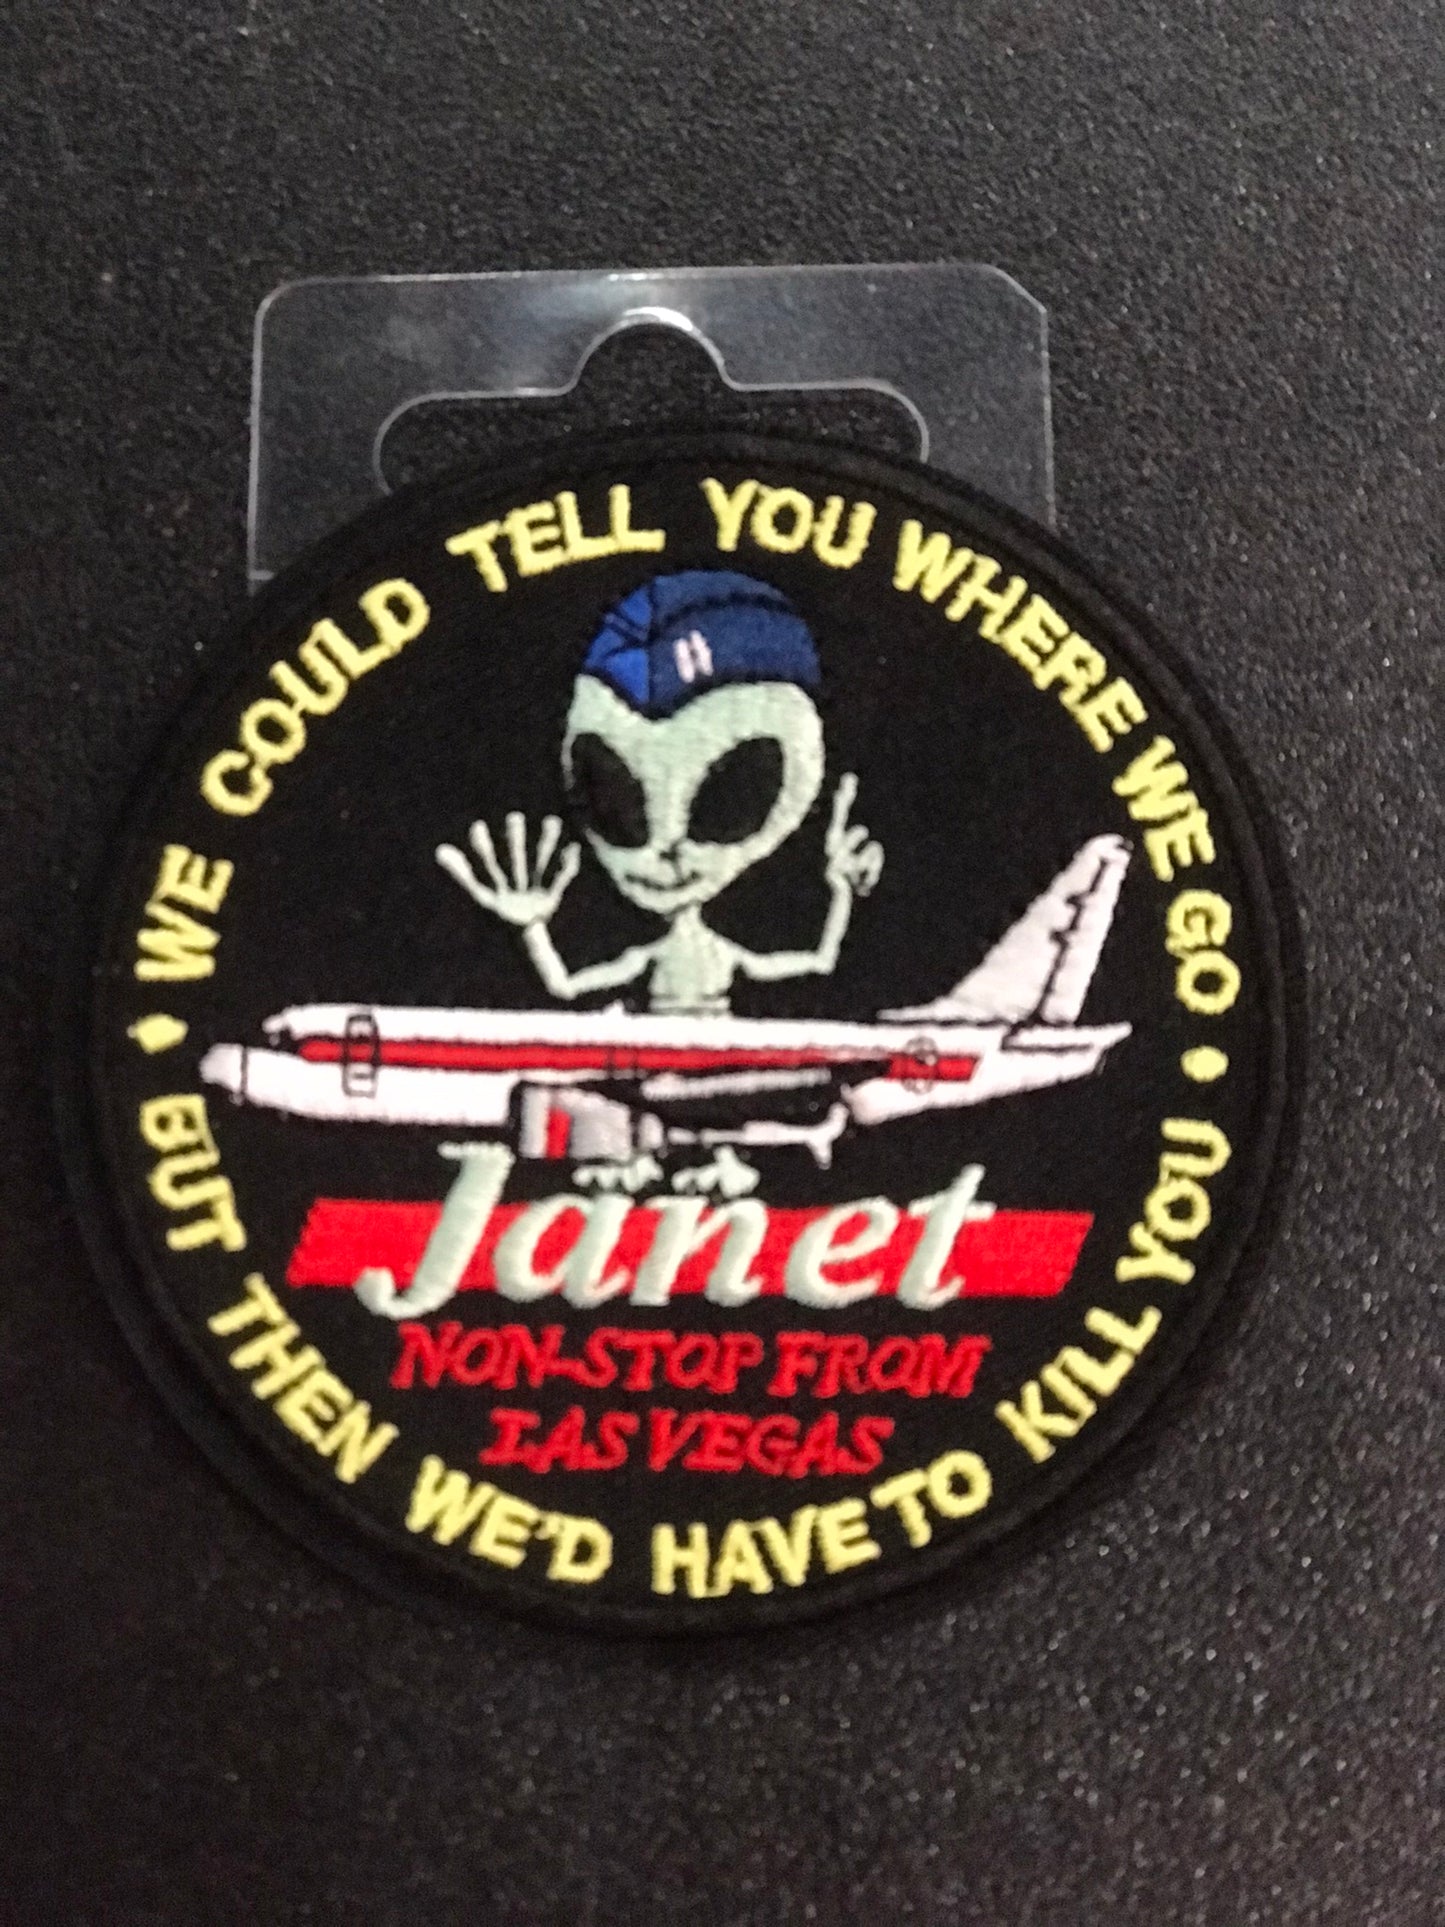 WE COULD TELL YOU WHERE WE GO
Janet
NON-STOP FROM
LAS VEGAS
BUT THEN WE'D HAVE TO KILL YOU U